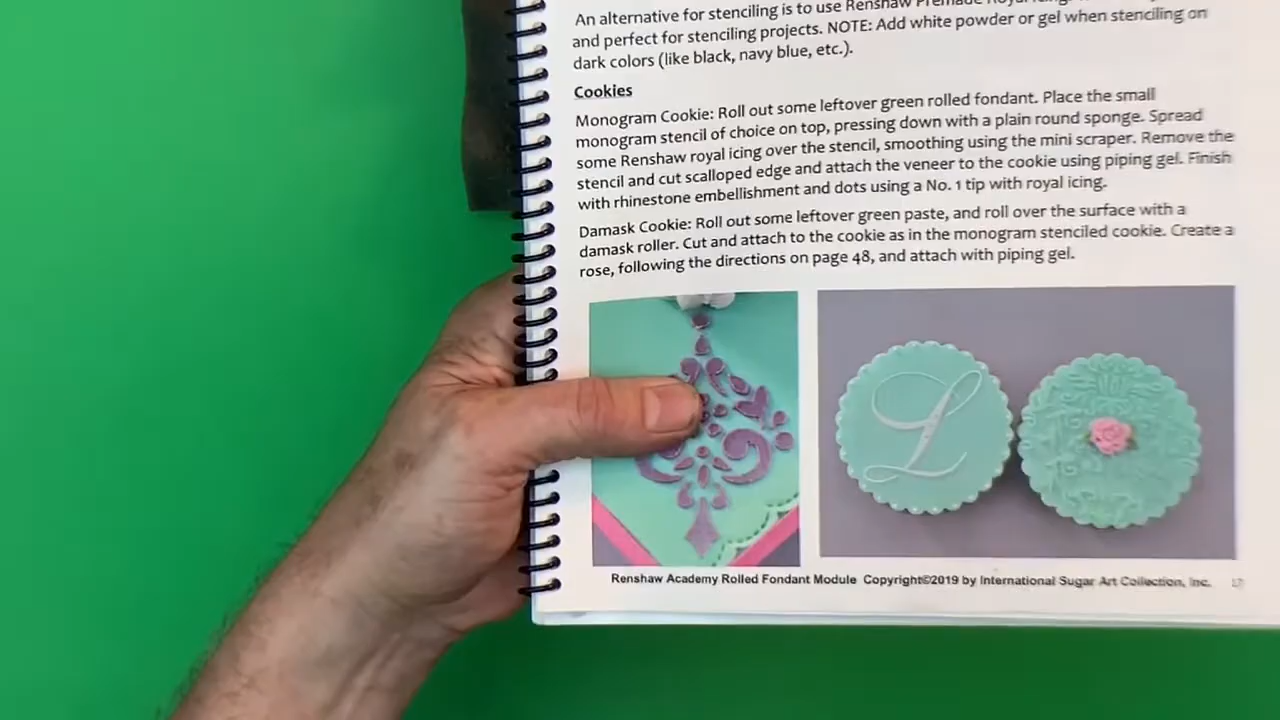 An alternative for stenciling is to use Renshaw Premade Royal Icing.
and perfect for stenciling projects. NOTE: Add white powder or gel when stenciling on
dark colors (like black, navy blue, etc.).
Cookies
Monogram Cookie: Roll out some leftover green rolled fondant. Place the small
monogram stencil of choice on top, pressing down with a plain round sponge. Spread
some Renshaw royal icing over the stencil, smoothing using the mini scraper. Remove the
stencil and cut scalloped edge and attach the veneer to the cookie using piping gel. Finish
with rhinestone embellishment and dots using a No. 1 tip with royal icing.
Damask Cookie: Roll out some leftover green paste, and roll over the surface with a
damask roller. Cut and attach to the cookie as in the monogram stenciled cookie. Create a
rose, following the directions on page 48, and attach with piping gel.
L
Renshaw Academy Rolled Fondant Module Copyright©2019 by International Sugar Art Collection, Inc.